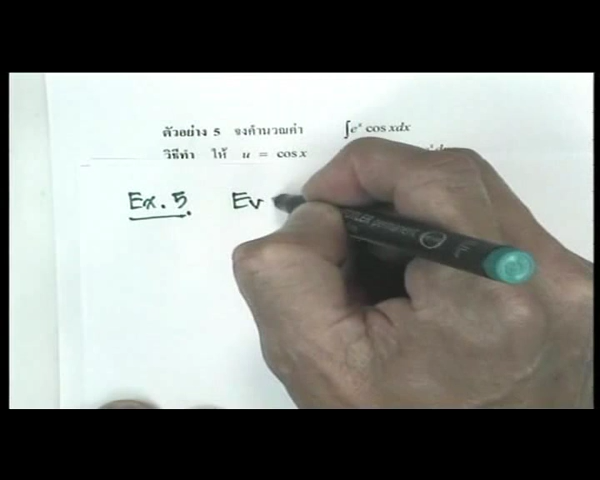 ตัวอย่าง 5 จงคำนวณค่า ∫eˣ cos xdx
วิธีทำ ให้ u = cos x
Ex. 5 Ev